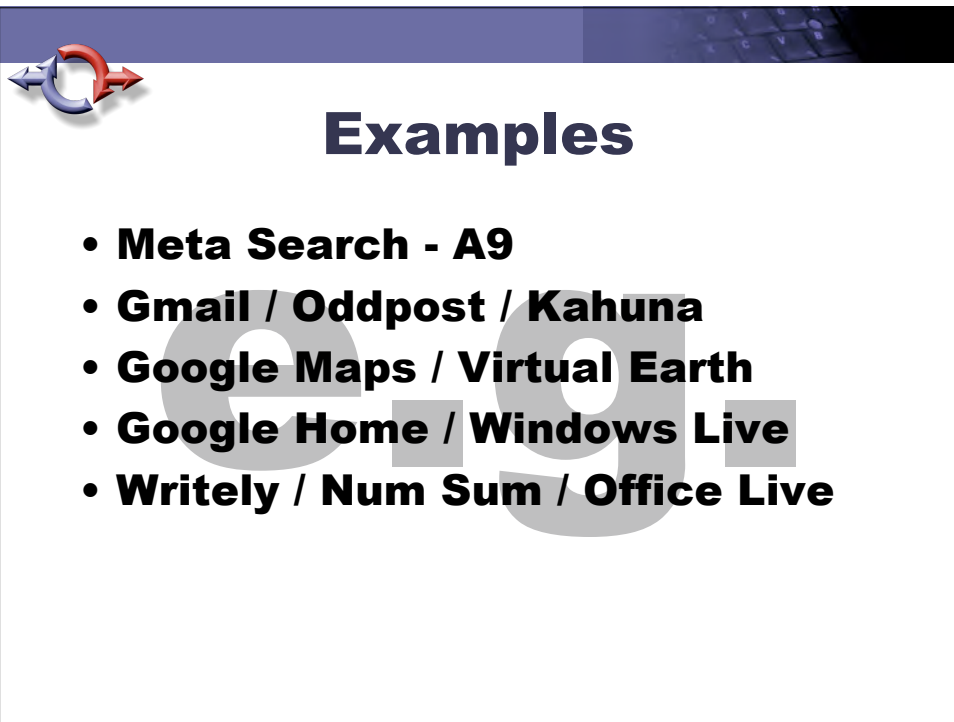 Examples
• Meta Search - A9
• Gmail / Oddpost / Kahuna
• Google Maps / Virtual Earth
• Google Home / Windows Live
• Writely / Num Sum / Office Live
e.g.